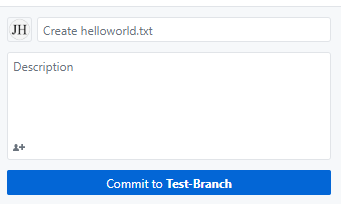 JH Create helloworld.txt
Description
Commit to Test-Branch